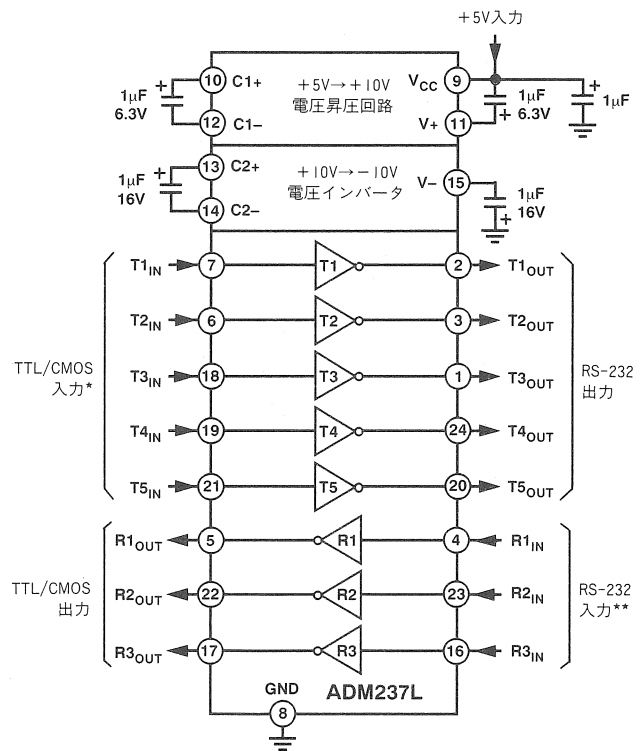 +5V入力
10 C1+ +5V→+10V VCC 9
1μF 6.3V
電圧昇圧回路
1μF 6.3V
1μF
12 C1− V+ 11
13 C2+ +10V→−10V
電圧インバータ
V− 15
1μF 16V
1μF 16V
14 C2−
T1IN 7 T1 2 T1OUT
T2IN 6 T2 3 T2OUT
TTL/CMOS
入力*
T3IN 18 T3 1 T3OUT
RS-232
出力
T4IN 19 T4 24 T4OUT
T5IN 21 T5 20 T5OUT
R1OUT 5 R1 4 R1IN
TTL/CMOS
出力
R2OUT 22 R2 23 R2IN
RS-232
入力**
R3OUT 17 R3 16 R3IN
GND ADM237L
8